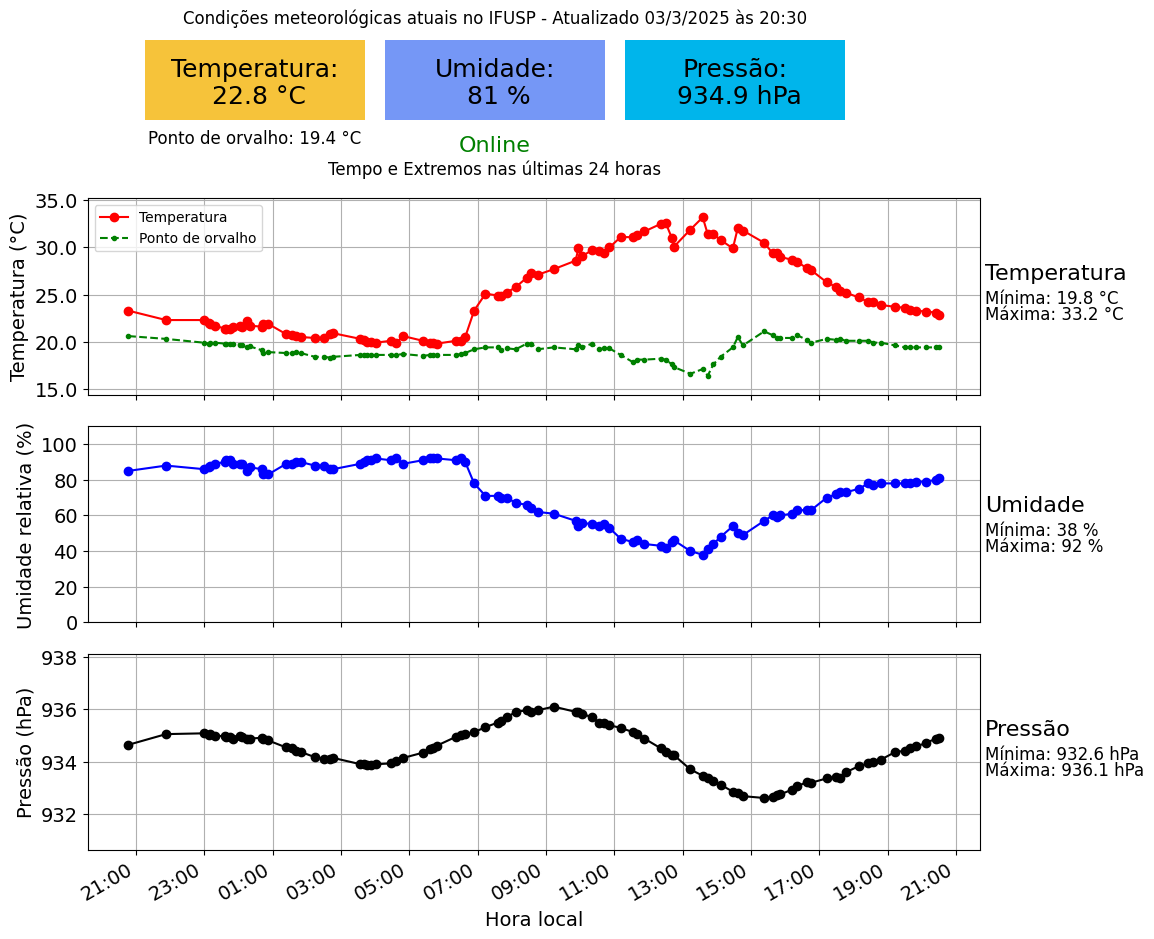 Condições meteorológicas atuais no IFUSP - Atualizado 03/3/2025 às 20:30
Temperatura:
22.8 °C
Umidade:
81 %
Pressão:
934.9 hPa
Ponto de orvalho: 19.4 °C
Online
Tempo e Extremos nas últimas 24 horas
Temperatura (°C)
35.0
30.0
25.0
20.0
15.0
Temperatura
Ponto de orvalho
Temperatura
Mínima: 19.8 °C
Máxima: 33.2 °C
Umidade relativa (%)
100
80
60
40
20
0
Umidade
Mínima: 38 %
Máxima: 92 %
Pressão (hPa)
938
936
934
932
Pressão
Mínima: 932.6 hPa
Máxima: 936.1 hPa
21:00 23:00 01:00 03:00 05:00 07:00 09:00 11:00 13:00 15:00 17:00 19:00 21:00
Hora local